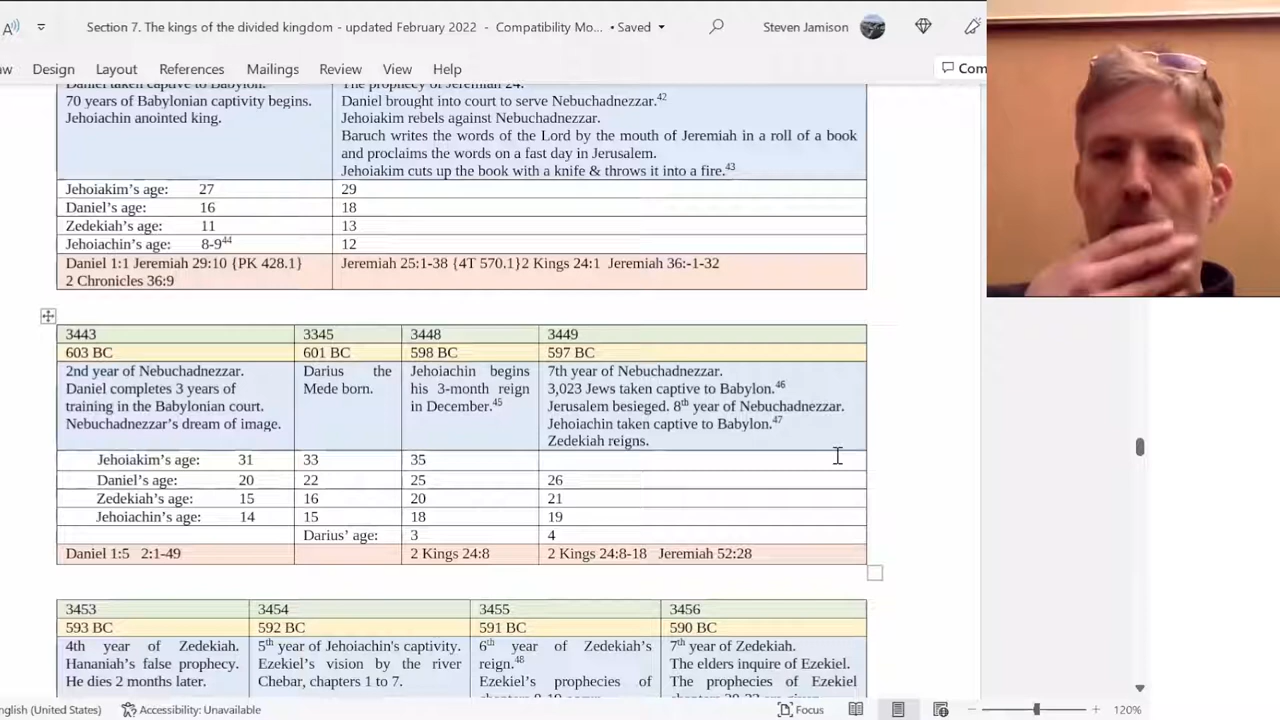 Section 7. The kings of the divided kingdom - updated February 2022 - Compatibility Mo... • Saved
Steven Jamison
aw Design Layout References Mailings Review View Help
Com
Daniel taken captive to Babylon.
70 years of Babylonian captivity begins.
Jehoiachin anointed king.
The prophecy of Jeremiah 24.
Daniel brought into court to serve Nebuchadnezzar.42
Jehoiakim rebels against Nebuchadnezzar.
Baruch writes the words of the Lord by the mouth of Jeremiah in a roll of a book
and proclaims the words on a fast day in Jerusalem.
Jehoiakim cuts up the book with a knife & throws it into a fire.43
Jehoiakim's age: 27 29
Daniel's age: 16 18
Zedekiah's age: 11 13
Jehoiachin's age: 8-944 12
Daniel 1:1 Jeremiah 29:10 {PK 428.1}
2 Chronicles 36:9
Jeremiah 25:1-38 {4T 570.1}2 Kings 24:1 Jeremiah 36:-1-32
3443 3345 3448 3449
603 BC 601 BC 598 BC 597 BC
2nd year of Nebuchadnezzar.
Daniel completes 3 years of
training in the Babylonian court.
Nebuchadnezzar's dream of image.
Darius the
Mede born.
Jehoiachin begins
his 3-month reign
in December.45
7th year of Nebuchadnezzar.
3,023 Jews taken captive to Babylon.46
Jerusalem besieged. 8th year of Nebuchadnezzar.
Jehoiachin taken captive to Babylon.47
Zedekiah reigns.
Jehoiakim's age: 31 33 35
Daniel's age: 20 22 25 26
Zedekiah's age: 15 16 20 21
Jehoiachin's age: 14 15 18 19
Darius' age: 3 4
Daniel 1:5 2:1-49 2 Kings 24:8 2 Kings 24:8-18 Jeremiah 52:28
3453 3454 3455 3456
593 BC 592 BC 591 BC 590 BC
4th year of Zedekiah.
Hananiah's false prophecy.
He dies 2 months later.
5th year of Jehoiachin's captivity.
Ezekiel's vision by the river
Chebar, chapters 1 to 7.
6th year of Zedekiah's
reign.48
Ezekiel's prophecies of
7th year of Zedekiah.
The elders inquire of Ezekiel.
The prophecies of Ezekiel
nglish (United States) Accessibility: Unavailable Focus 120%